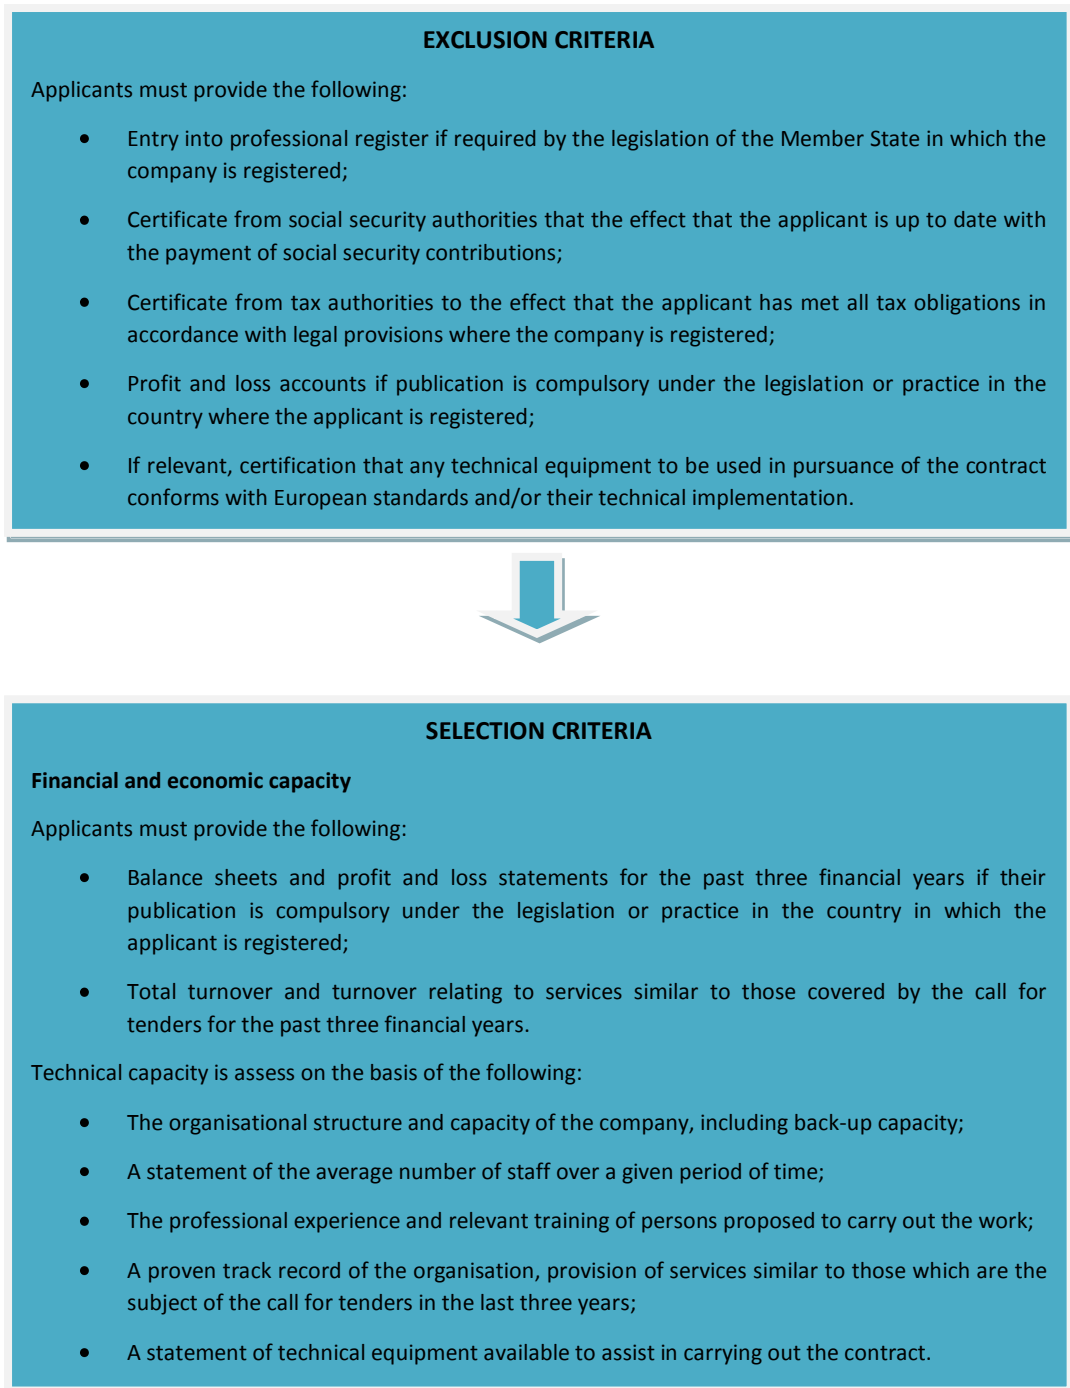 EXCLUSION CRITERIA
Applicants must provide the following:
• Entry into professional register if required by the legislation of the Member State in which the
company is registered;
• Certificate from social security authorities that the effect that the applicant is up to date with
the payment of social security contributions;
• Certificate from tax authorities to the effect that the applicant has met all tax obligations in
accordance with legal provisions where the company is registered;
• Profit and loss accounts if publication is compulsory under the legislation or practice in the
country where the applicant is registered;
• If relevant, certification that any technical equipment to be used in pursuance of the contract
conforms with European standards and/or their technical implementation.
SELECTION CRITERIA
Financial and economic capacity
Applicants must provide the following:
• Balance sheets and profit and loss statements for the past three financial years if their
publication is compulsory under the legislation or practice in the country in which the
applicant is registered;
• Total turnover and turnover relating to services similar to those covered by the call for
tenders for the past three financial years.
Technical capacity is assess on the basis of the following:
• The organisational structure and capacity of the company, including back-up capacity;
• A statement of the average number of staff over a given period of time;
• The professional experience and relevant training of persons proposed to carry out the work;
• A proven track record of the organisation, provision of services similar to those which are the
subject of the call for tenders in the last three years;
• A statement of technical equipment available to assist in carrying out the contract.